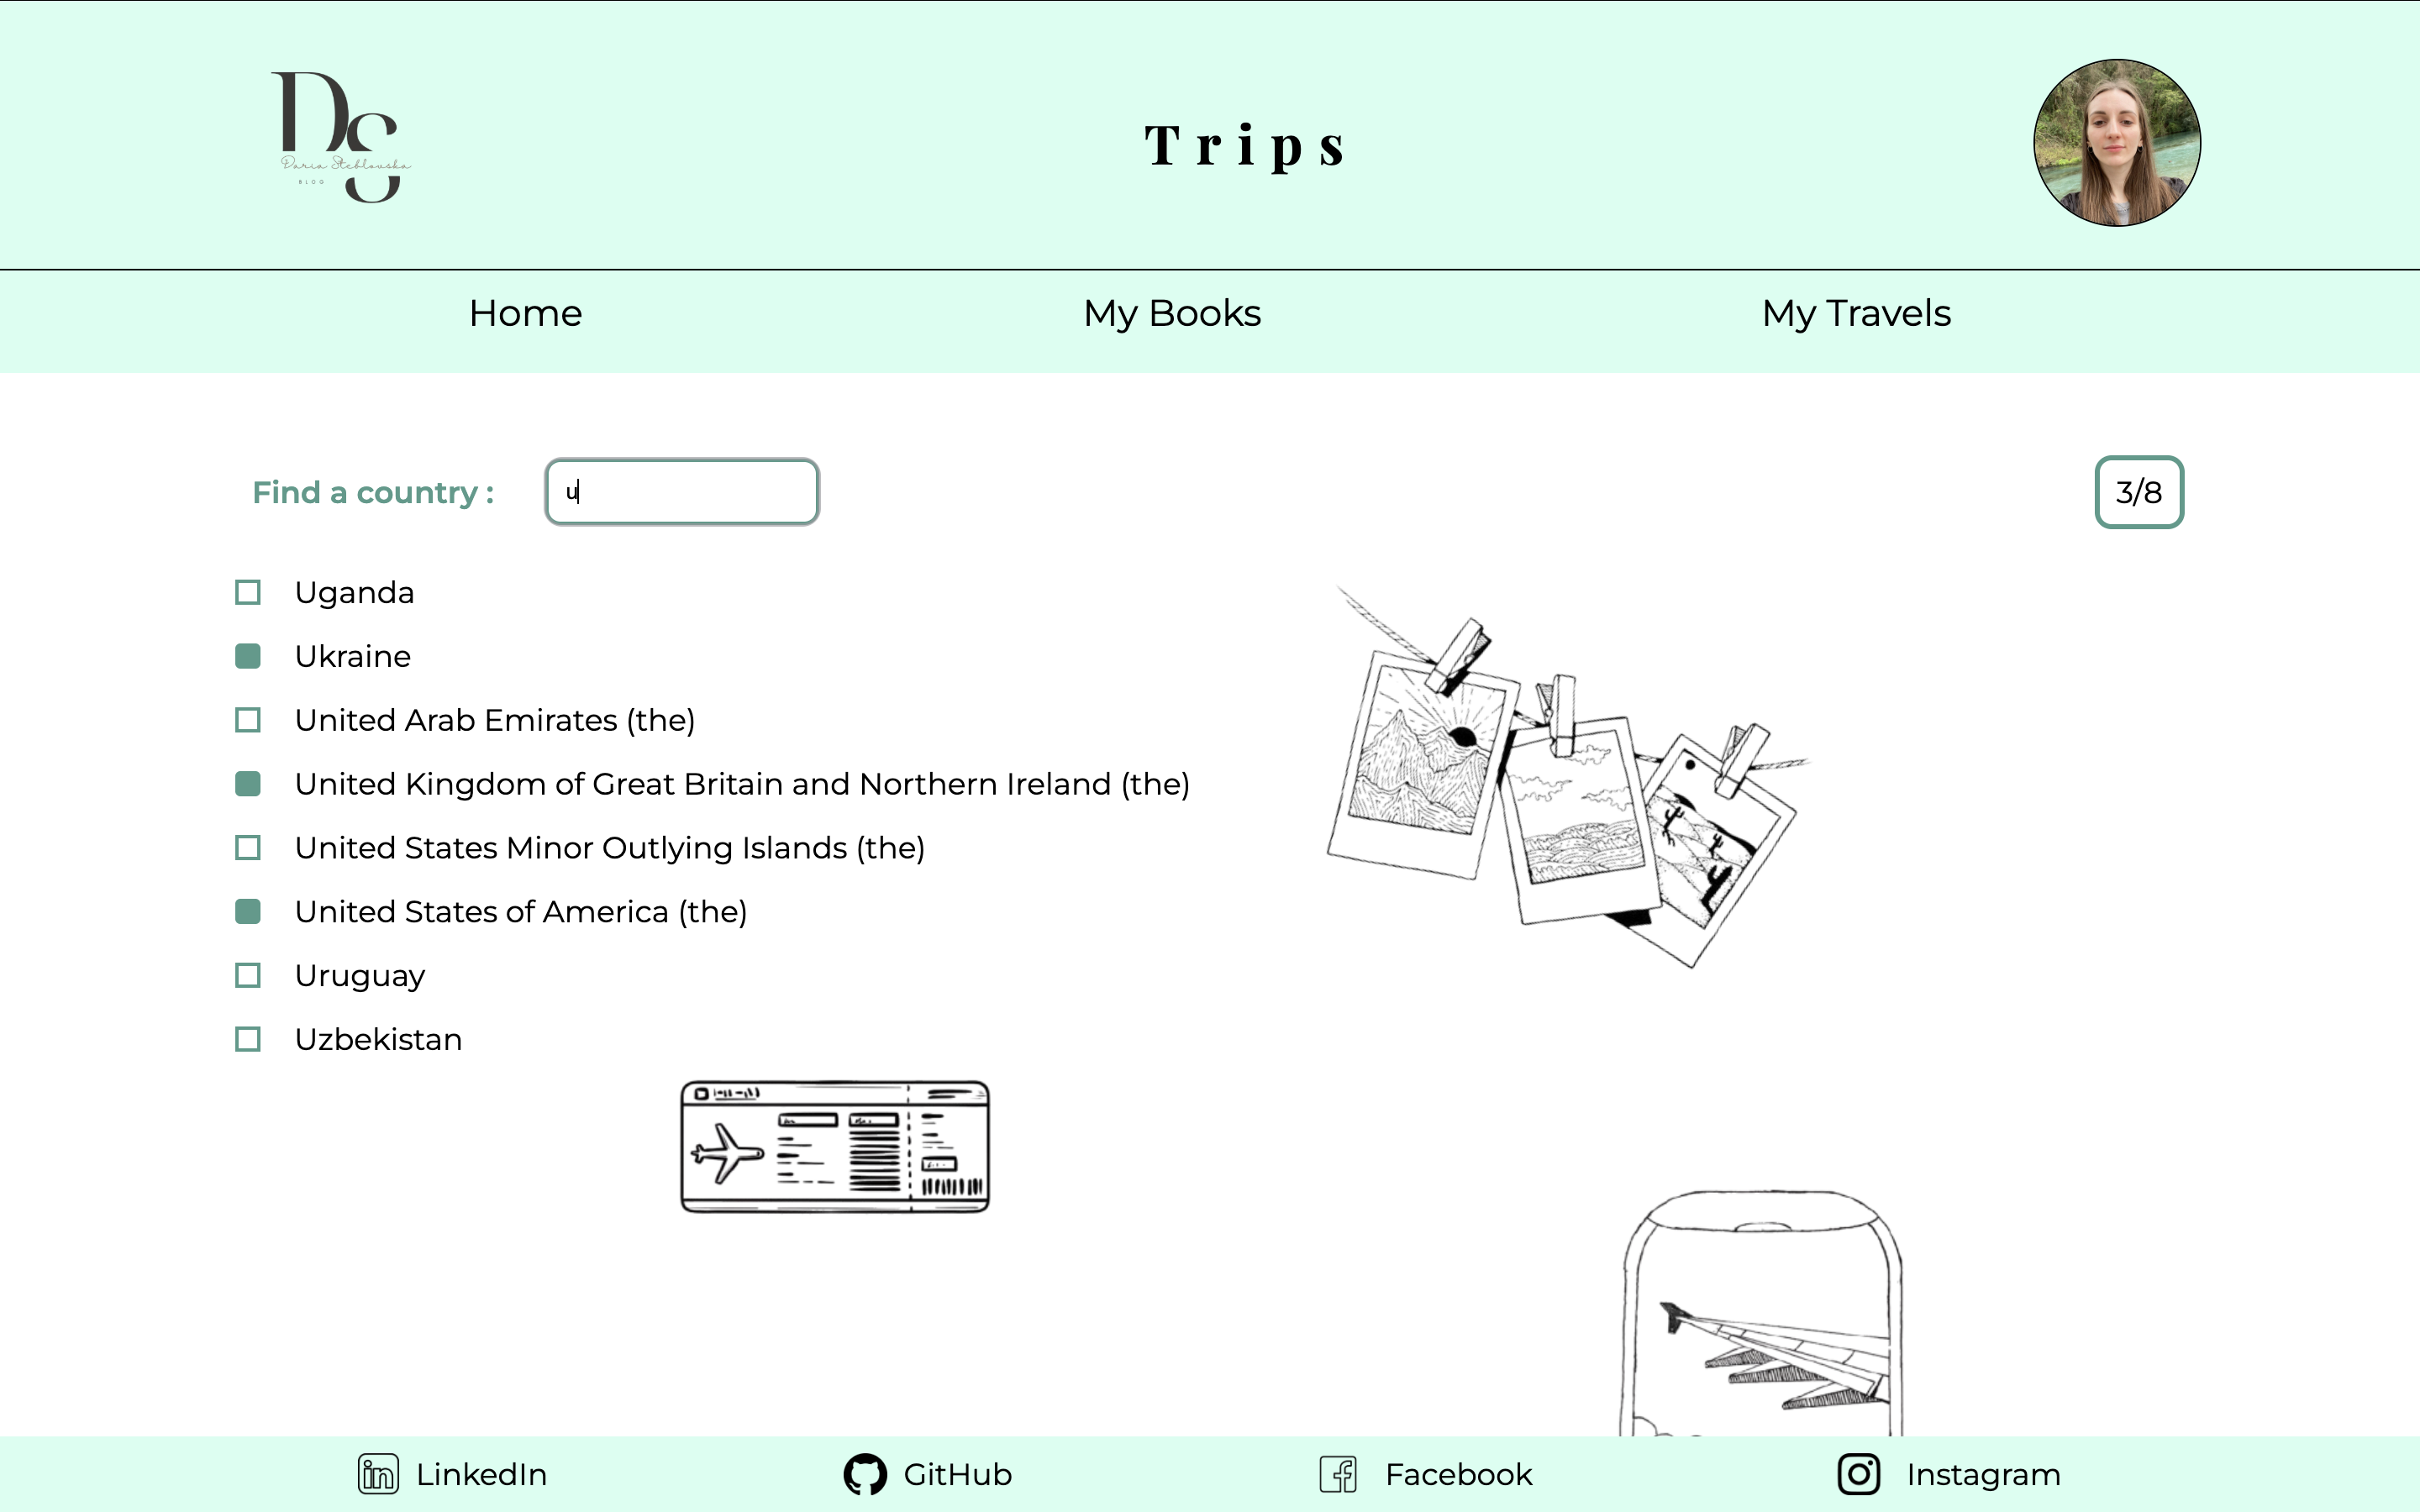 DS
Daria Steblovska
BLOG
Trips
Home My Books My Travels
Find a country : u 3/8
Uganda
Ukraine
United Arab Emirates (the)
United Kingdom of Great Britain and Northern Ireland (the)
United States Minor Outlying Islands (the)
United States of America (the)
Uruguay
Uzbekistan
LinkedIn GitHub Facebook Instagram